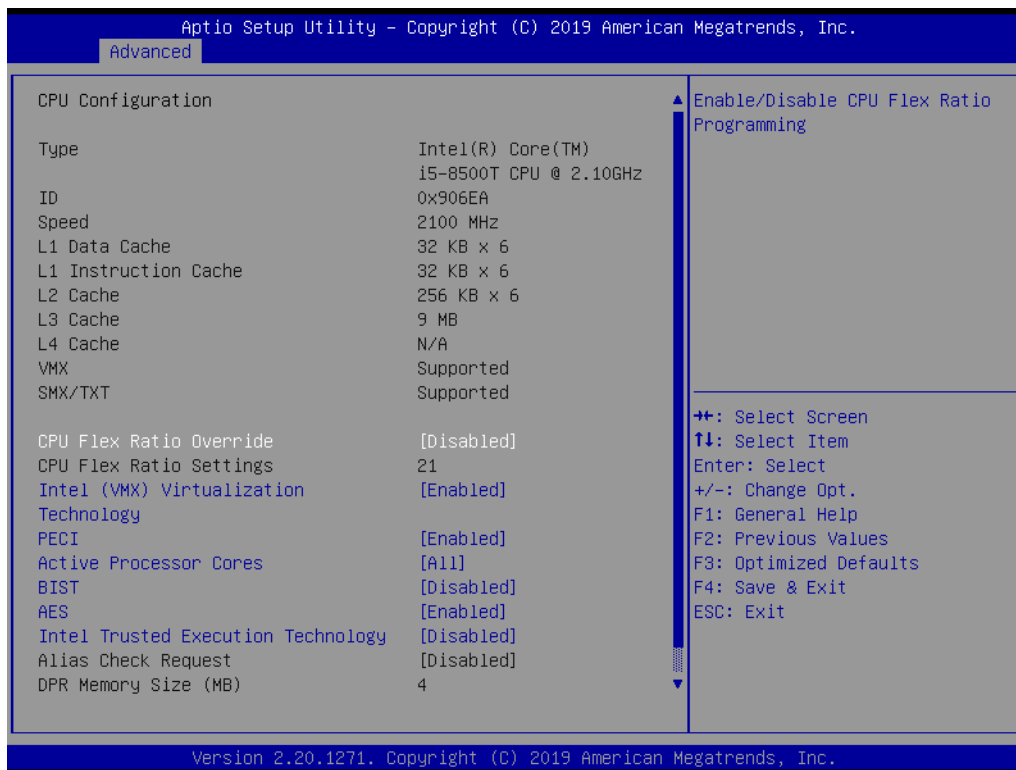 Aptio Setup Utility – Copyright (C) 2019 American Megatrends, Inc.
Advanced
CPU Configuration
Type Intel(R) Core(TM)
i5-8500T CPU @ 2.10GHz
ID 0x906EA
Speed 2100 MHz
L1 Data Cache 32 KB x 6
L1 Instruction Cache 32 KB x 6
L2 Cache 256 KB x 6
L3 Cache 9 MB
L4 Cache N/A
VMX Supported
SMX/TXT Supported
CPU Flex Ratio Override [Disabled]
CPU Flex Ratio Settings 21
Intel (VMX) Virtualization [Enabled]
Technology
PECI [Enabled]
Active Processor Cores [All]
BIST [Disabled]
AES [Enabled]
Intel Trusted Execution Technology [Disabled]
Alias Check Request [Disabled]
DPR Memory Size (MB) 4
Enable/Disable CPU Flex Ratio
Programming
→←: Select Screen
↑↓: Select Item
Enter: Select
+/-: Change Opt.
F1: General Help
F2: Previous Values
F3: Optimized Defaults
F4: Save & Exit
ESC: Exit
Version 2.20.1271. Copyright (C) 2019 American Megatrends, Inc.